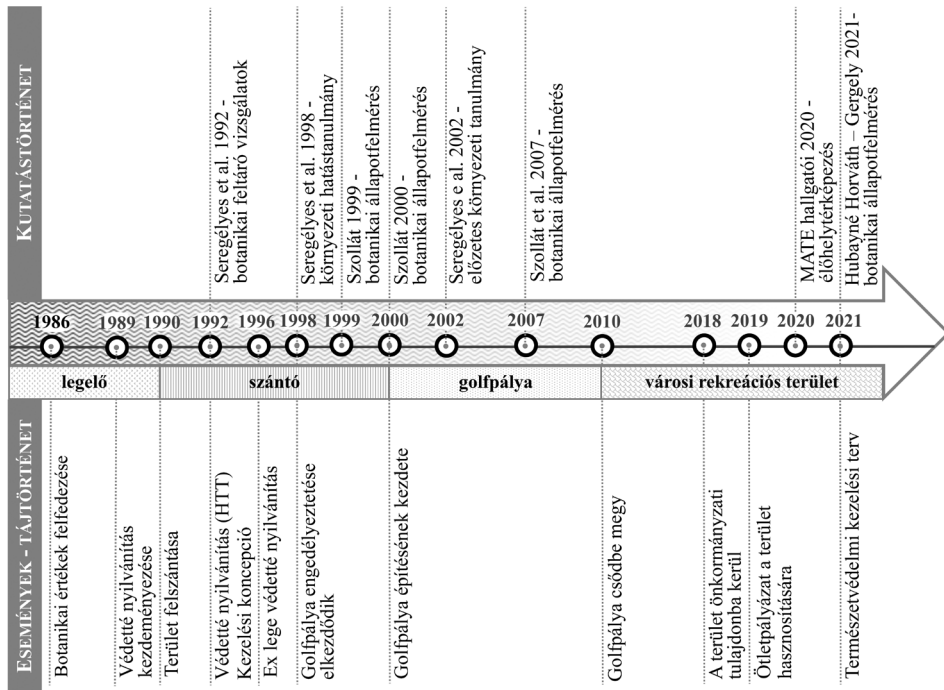 KUTATÁSTÖRTÉNET
Seregélyes et al. 1992 -
botanikai feltáró vizsgálatok
Seregélyes et al. 1998 -
környezeti hatástanulmány
Szollát 1999 -
botanikai állapotfelmérés
Szollát 2000 -
botanikai állapotfelmérés
Seregélyes e al. 2002 -
előzetes környezeti tanulmány
Szollát et al. 2007 -
botanikai állapotfelmérés
MATE hallgatói 2020 -
élőhelytérképezés
Hubayné Horváth – Gergely 2021-
botanikai állapotfelmérés
1986 1989 1990 1992 1996 1998 1999 2000 2002 2007 2010 2018 2019 2020 2021
legelő szántó golfpálya városi rekreációs terület
ESEMÉNYEK - TÁJTÖRTÉNET
Botanikai értékek felfedezése
Védetté nyilvánítás
kezdeményezése
Terület felszántása
Védetté nyilvánítás (HTT)
Kezelési koncepció
Ex lege védetté nyilvánítás
Golfpálya engedélyeztetése
elkezdődik
Golfpálya építésének kezdete
Golfpálya csődbe megy
A terület önkormányzati
tulajdonba kerül
Ötletpályázat a terület
hasznosítására
Természetvédelmi kezelési terv